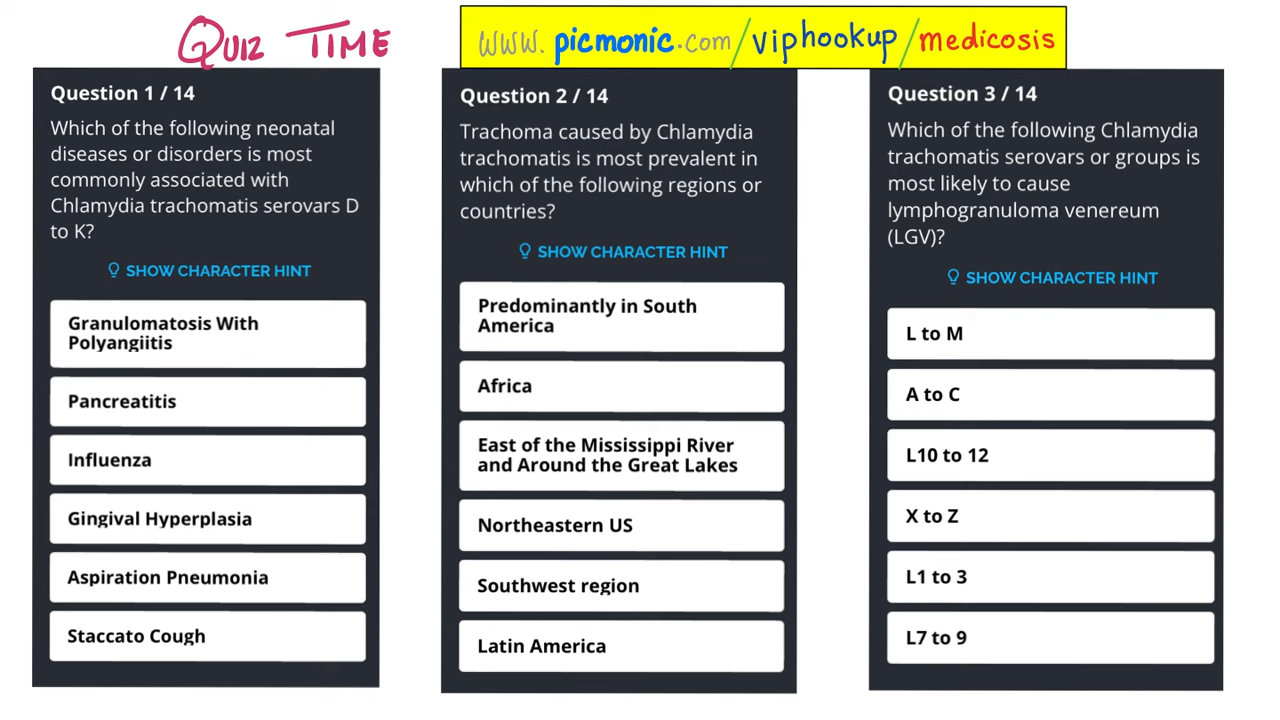 QUIZ TIME
www.picmonic.com/viphookup/medicosis
Question 1 / 14
Which of the following neonatal
diseases or disorders is most
commonly associated with
Chlamydia trachomatis serovars D
to K?
SHOW CHARACTER HINT
Granulomatosis With
Polyangiitis
Pancreatitis
Influenza
Gingival Hyperplasia
Aspiration Pneumonia
Staccato Cough
Question 2 / 14
Trachoma caused by Chlamydia
trachomatis is most prevalent in
which of the following regions or
countries?
SHOW CHARACTER HINT
Predominantly in South
America
Africa
East of the Mississippi River
and Around the Great Lakes
Northeastern US
Southwest region
Latin America
Question 3 / 14
Which of the following Chlamydia
trachomatis serovars or groups is
most likely to cause
lymphogranuloma venereum
(LGV)?
SHOW CHARACTER HINT
L to M
A to C
L10 to 12
X to Z
L1 to 3
L7 to 9